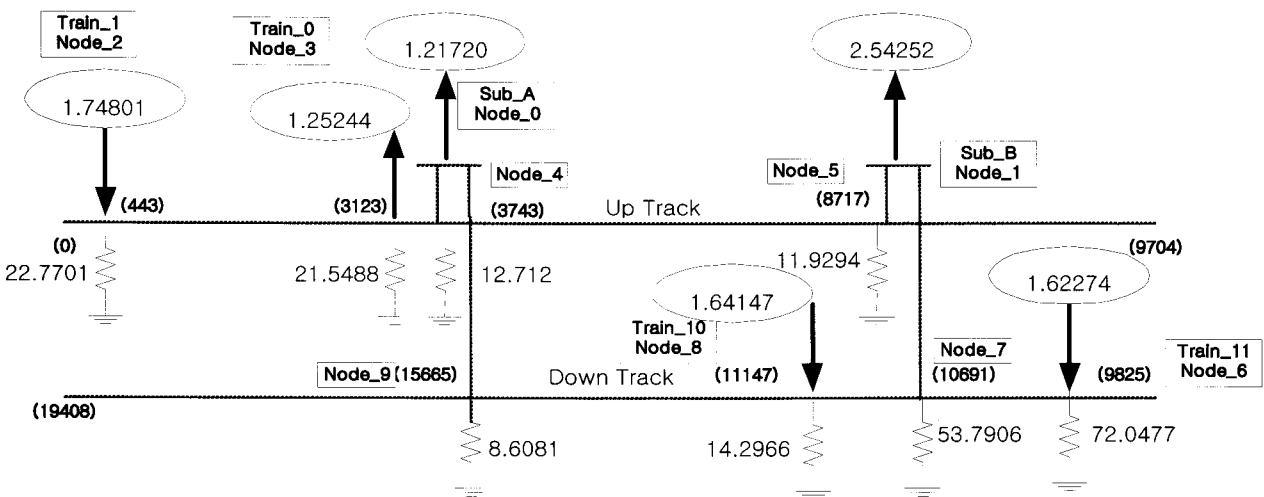 Train_1
Node_2
Train_0
Node_3
1.21720
2.54252
1.74801
1.25244
Sub_A
Node_0
Node_4
Node_5
Sub_B
Node_1
(443)
(3123)
(3743)
Up Track
(8717)
(0)
(9704)
22.7701
21.5488
12.712
11.9294
1.64147
1.62274
Train_10
Node_8
Node_7
Train_11
Node_6
Node_9
(15665)
Down Track
(11147)
(10691)
(9825)
(19408)
8.6081
14.2966
53.7906
72.0477